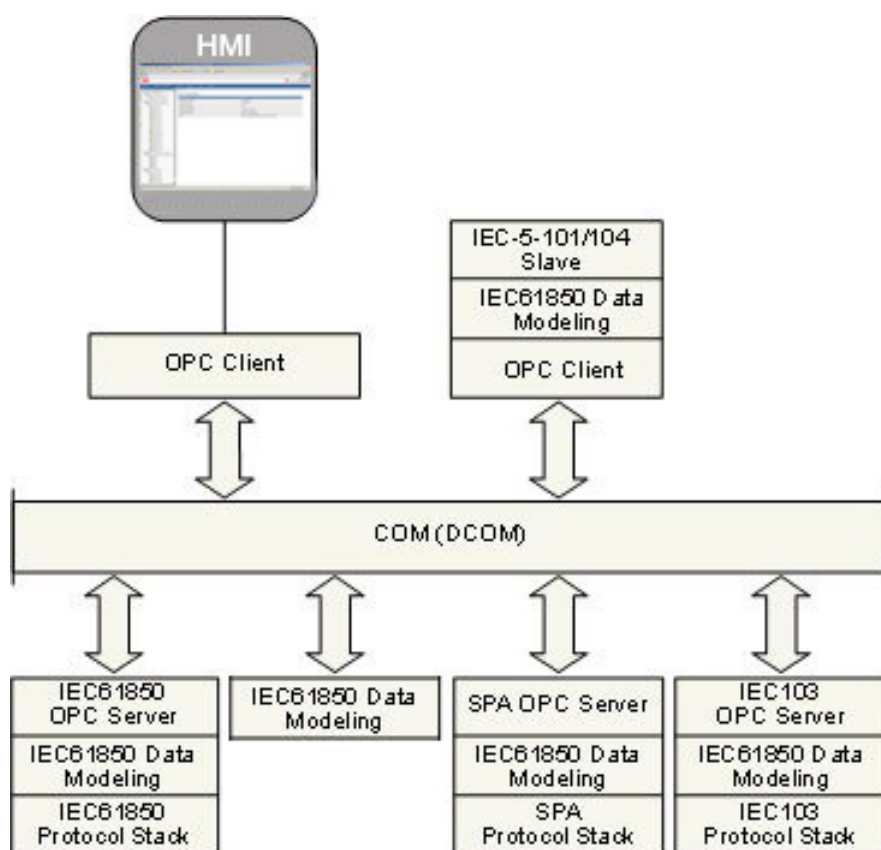 HMI
IEC-5-101/104
Slave
IEC61850 Data
Modeling
OPC Client
OPC Client
COM (DCOM)
IEC61850
OPC Server
IEC61850 Data
Modeling
IEC61850
Protocol Stack
IEC61850 Data
Modeling
SPA OPC Server
IEC61850 Data
Modeling
SPA
Protocol Stack
IEC103
OPC Server
IEC61850 Data
Modeling
IEC103
Protocol Stack